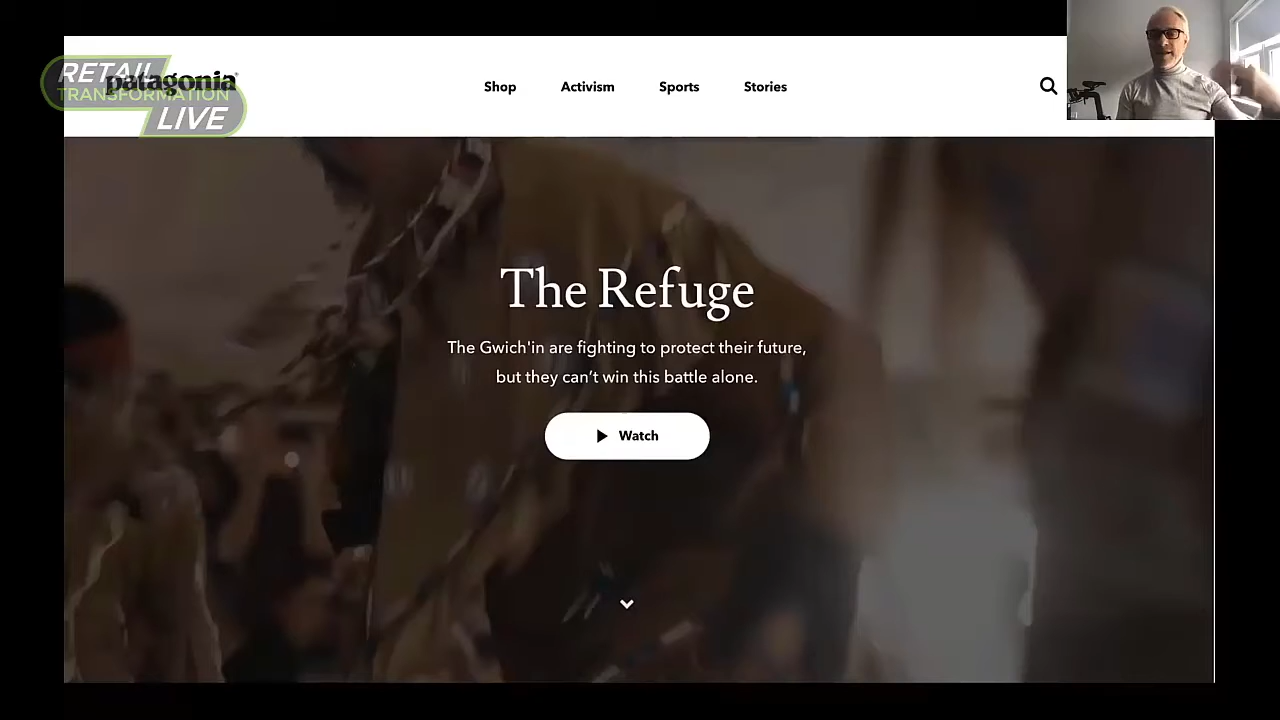 RETAIL
patagonia
TRANSFORMATION
LIVE
Shop
Activism
Sports
Stories
The Refuge
The Gwich'in are fighting to protect their future,
but they can’t win this battle alone.
Watch